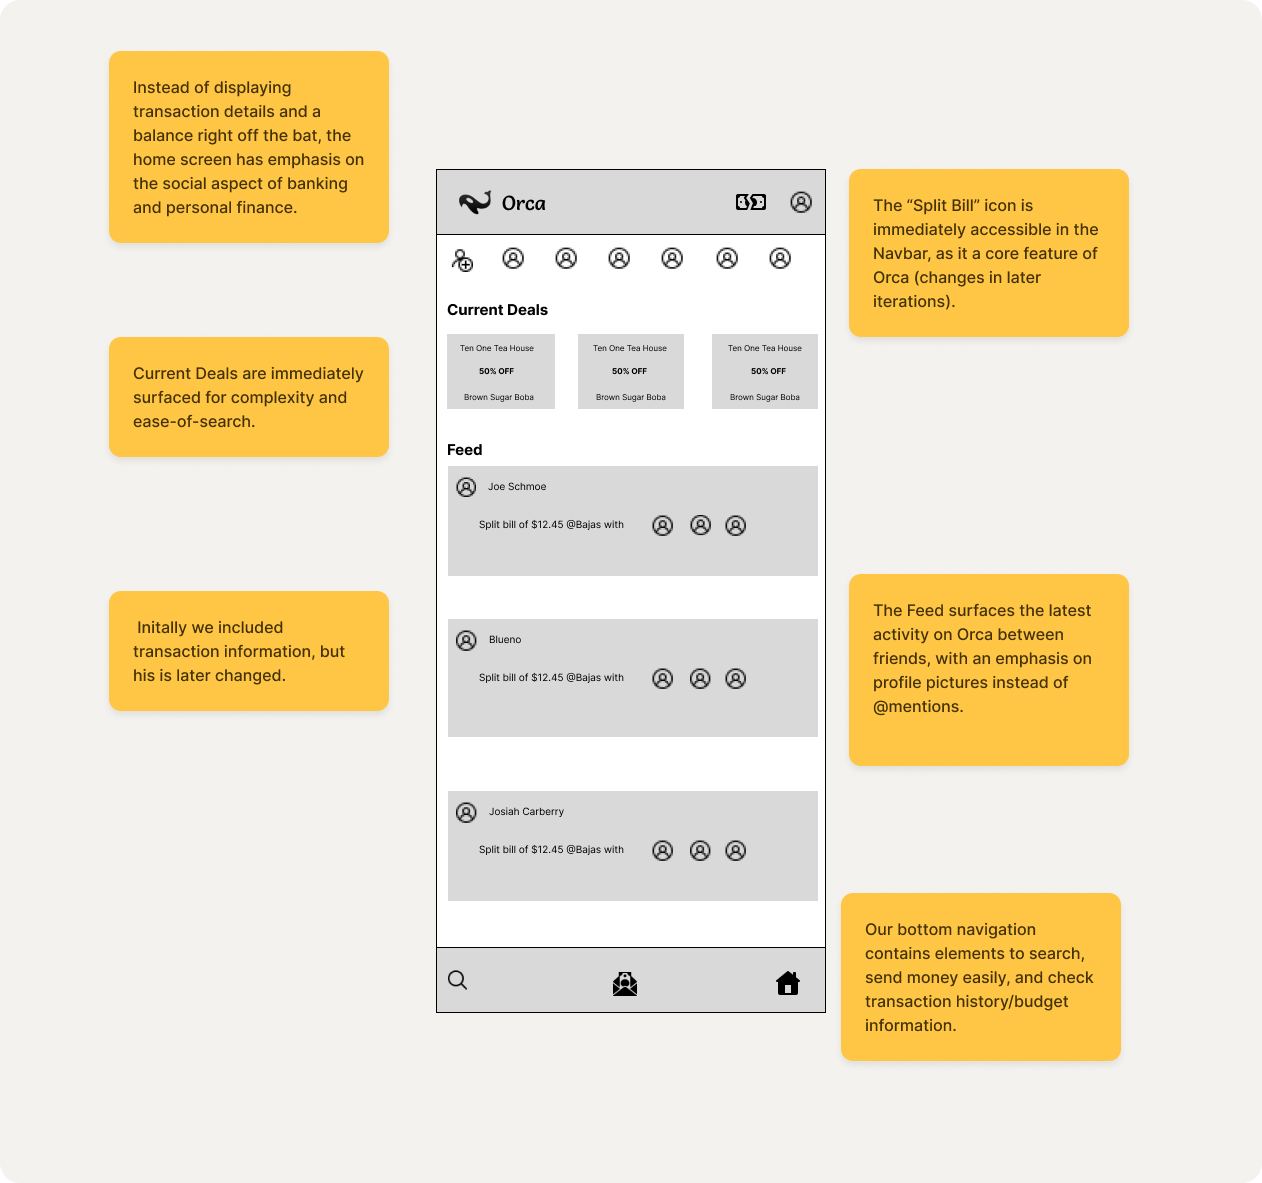 Instead of displaying
transaction details and a
balance right off the bat, the
home screen has emphasis on
the social aspect of banking
and personal finance.
Current Deals are immediately
surfaced for complexity and
ease-of-search.
Initally we included
transaction information, but
his is later changed.
Orca
Current Deals
Ten One Tea House
50% OFF
Brown Sugar Boba
Ten One Tea House
50% OFF
Brown Sugar Boba
Ten One Tea House
50% OFF
Brown Sugar Boba
Feed
Joe Schmoe
Split bill of $12.45 @Bajas with
Blueno
Split bill of $12.45 @Bajas with
Josiah Carberry
Split bill of $12.45 @Bajas with
The “Split Bill” icon is
immediately accessible in the
Navbar, as it a core feature of
Orca (changes in later
iterations).
The Feed surfaces the latest
activity on Orca between
friends, with an emphasis on
profile pictures instead of
@mentions.
Our bottom navigation
contains elements to search,
send money easily, and check
transaction history/budget
information.